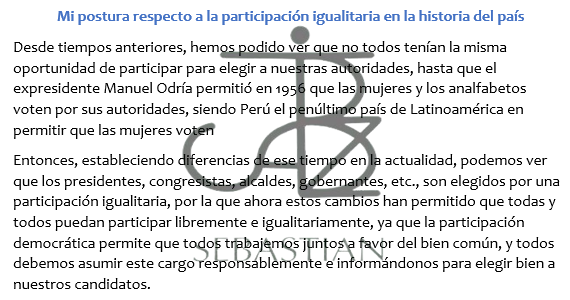 Mi postura respecto a la participación igualitaria en la historia del país
Desde tiempos anteriores, hemos podido ver que no todos tenían la misma
oportunidad de participar para elegir a nuestras autoridades, hasta que el
expresidente Manuel Odría permitió en 1956 que las mujeres y los analfabetos
voten por sus autoridades, siendo Perú el penúltimo país de Latinoamérica en
permitir que las mujeres voten
Entonces, estableciendo diferencias de ese tiempo en la actualidad, podemos ver
que los presidentes, congresistas, alcaldes, gobernantes, etc., son elegidos por una
participación igualitaria, por la que ahora estos cambios han permitido que todas y
todos puedan participar libremente e igualitariamente, ya que la participación
democrática permite que todos trabajemos juntos a favor del bien común, y todos
debemos asumir este cargo responsablemente e informándonos para elegir bien a
nuestros candidatos.
SEBASTIAN